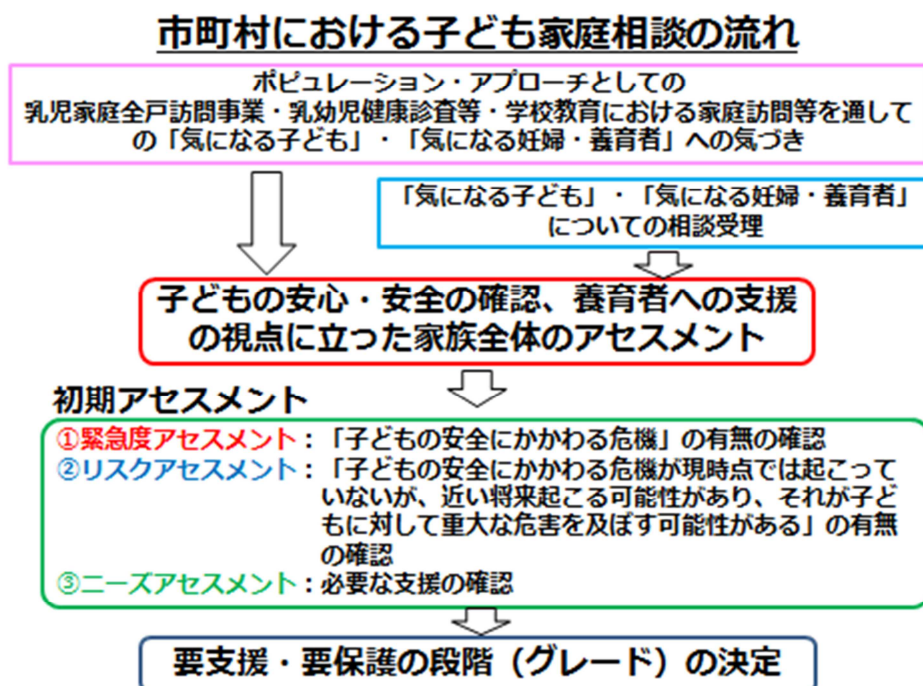 市町村における子ども家庭相談の流れ
ポピュレーション・アプローチとしての
乳児家庭全戸訪問事業・乳幼児健康診査等・学校教育における家庭訪問等を通して
の「気になる子ども」・「気になる妊婦・養育者」への気づき
「気になる子ども」・「気になる妊婦・養育者」
についての相談受理
子どもの安心・安全の確認、養育者への支援
の視点に立った家族全体のアセスメント
初期アセスメント
①緊急度アセスメント：「子どもの安全にかかわる危機」の有無の確認
②リスクアセスメント：「子どもの安全にかかわる危機が現時点では起こって
いないが、近い将来起こる可能性があり、それが子ど
もに対して重大な危害を及ぼす可能性がある」の有無
の確認
③ニーズアセスメント：必要な支援の確認
要支援・要保護の段階（グレード）の決定